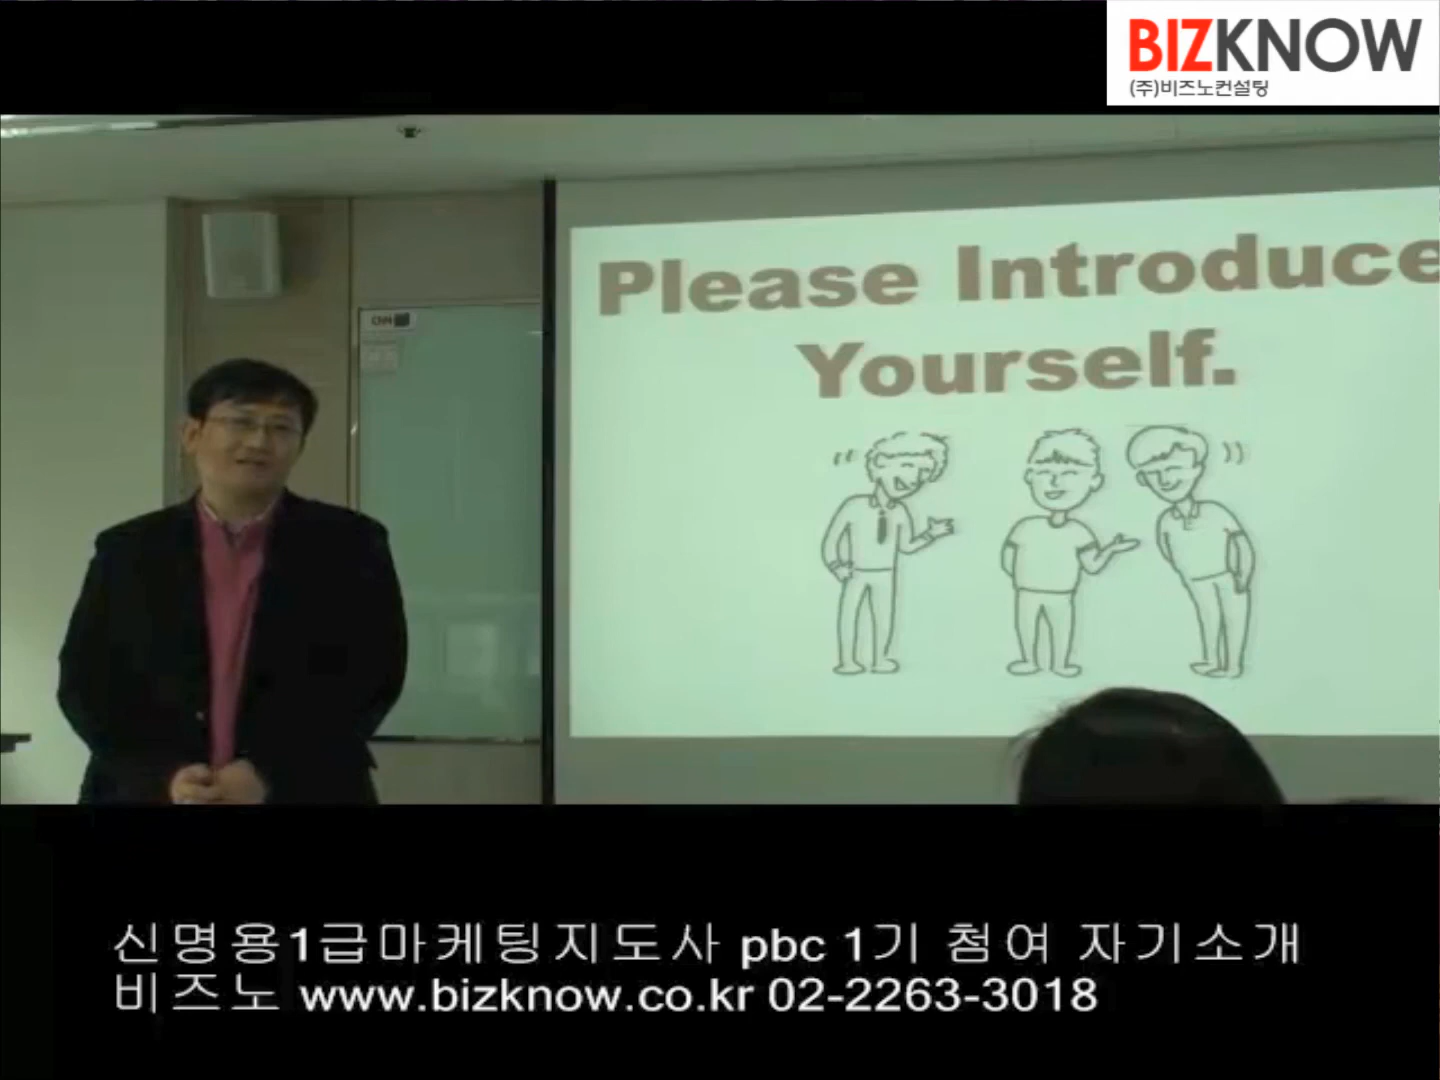 BIZKNOW
(주)비즈노컨설팅
Please Introduce
Yourself.
신명용1급마케팅지도사 pbc 1기 첨여 자기소개
비즈노 www.bizknow.co.kr 02-2263-3018